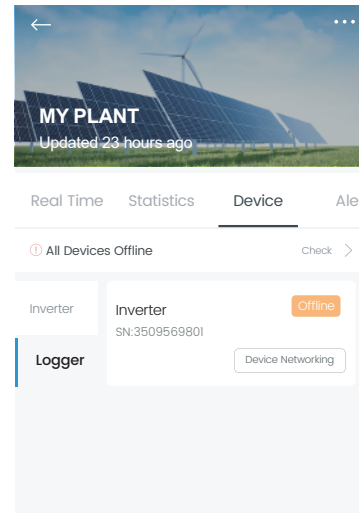 MY PLANT
Updated 23 hours ago
Real Time Statistics Device Ale
All Devices Offline Check
Inverter
Logger
Inverter Offline
SN:3509569801
Device Networking